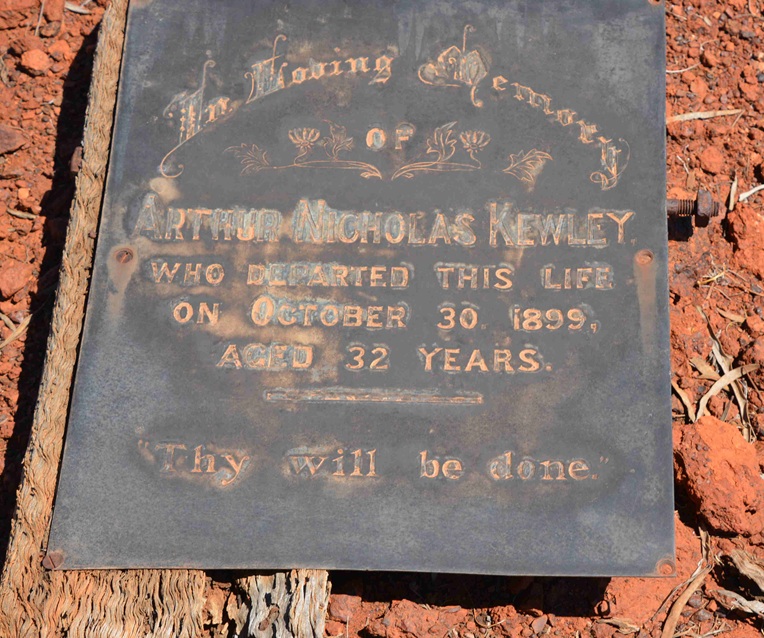 In Loving Memory
OF
ARTHUR NICHOLAS KEWLEY,
WHO DEPARTED THIS LIFE
ON OCTOBER 30. 1899,
AGED 32 YEARS.
"Thy will be done."